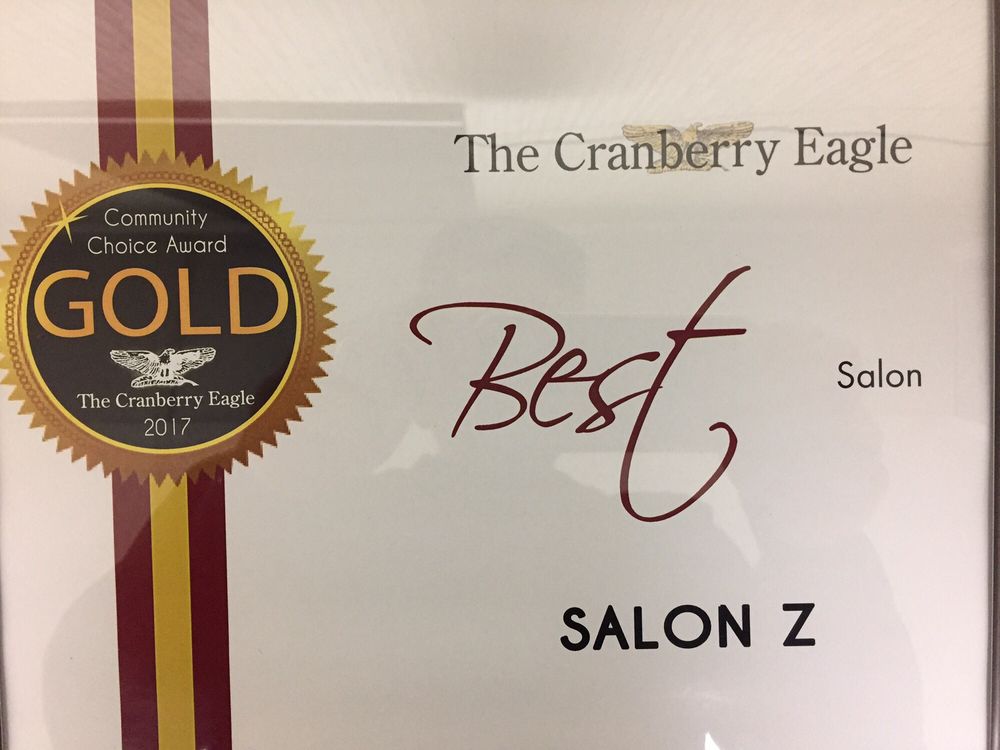 The Cranberry Eagle
Community
Choice Award
GOLD
The Cranberry Eagle
2017
Best
Salon
SALON Z